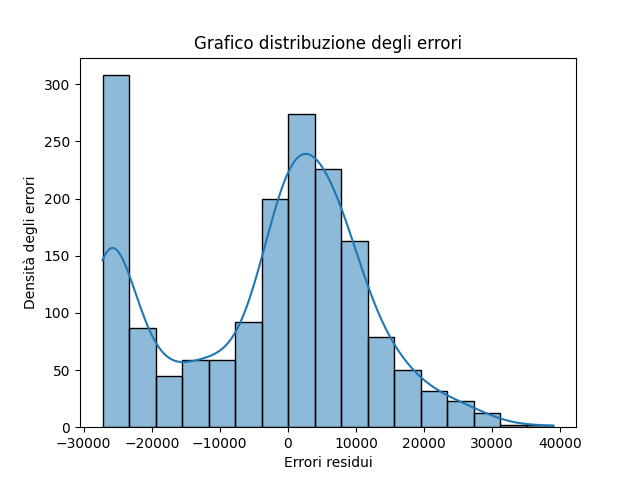 Grafico distribuzione degli errori
300
250
200
150
100
50
0
Densità degli errori
−30000 −20000 −10000 0 10000 20000 30000 40000
Errori residui